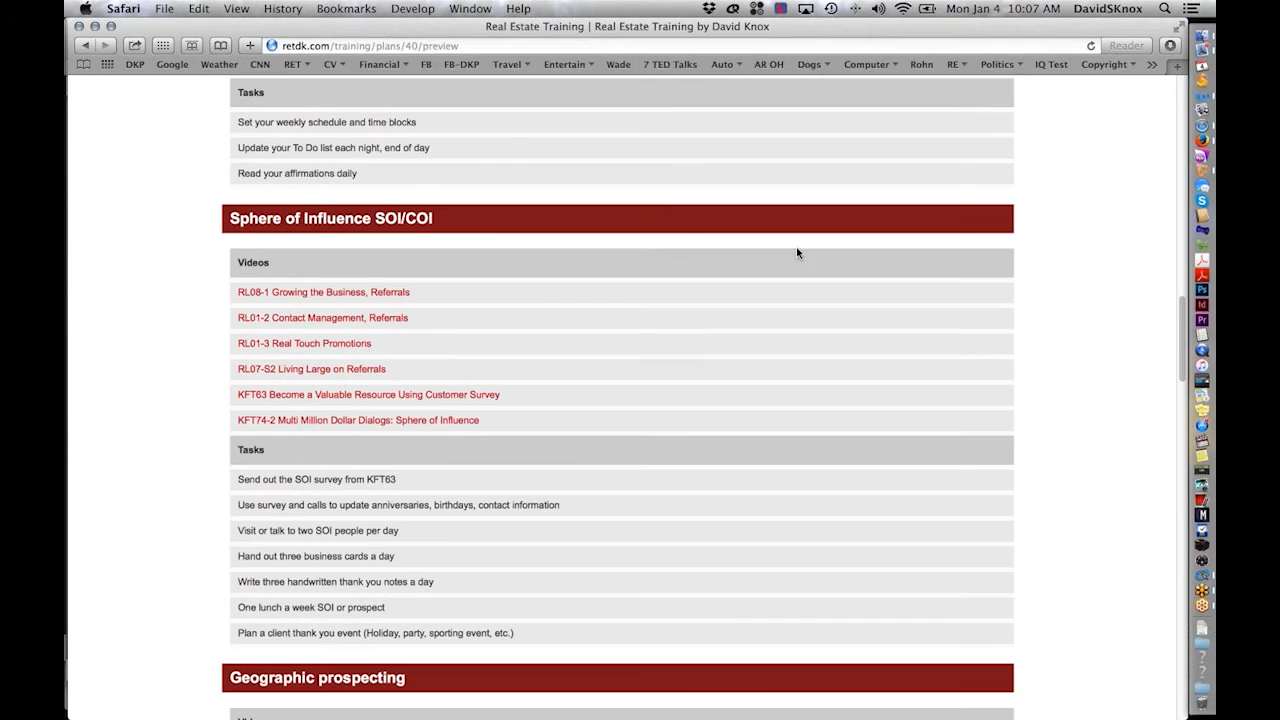 Safari File Edit View History Bookmarks Develop Window Help Mon Jan 4 10:07 AM DavidSKnox
Real Estate Training | Real Estate Training by David Knox
retdk.com/training/plans/40/preview Reader
DKP Google Weather CNN RET CV Financial FB FB-DKP Travel Entertain Wade 7 TED Talks Auto AR OH Dogs Computer Rohn RE Politics IQ Test Copyright
Tasks
Set your weekly schedule and time blocks
Update your To Do list each night, end of day
Read your affirmations daily
Sphere of Influence SOI/COI
Videos
RL08-1 Growing the Business, Referrals
RL01-2 Contact Management, Referrals
RL01-3 Real Touch Promotions
RL07-S2 Living Large on Referrals
KFT63 Become a Valuable Resource Using Customer Survey
KFT74-2 Multi Million Dollar Dialogs: Sphere of Influence
Tasks
Send out the SOI survey from KFT63
Use survey and calls to update anniversaries, birthdays, contact information
Visit or talk to two SOI people per day
Hand out three business cards a day
Write three handwritten thank you notes a day
One lunch a week SOI or prospect
Plan a client thank you event (Holiday, party, sporting event, etc.)
Geographic prospecting